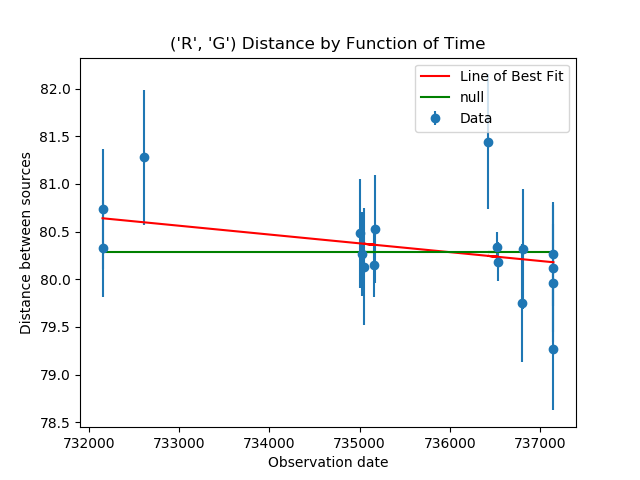 ('R', 'G') Distance by Function of Time
Line of Best Fit
null
Data
Distance between sources
82.0
81.5
81.0
80.5
80.0
79.5
79.0
78.5
732000 733000 734000 735000 736000 737000
Observation date